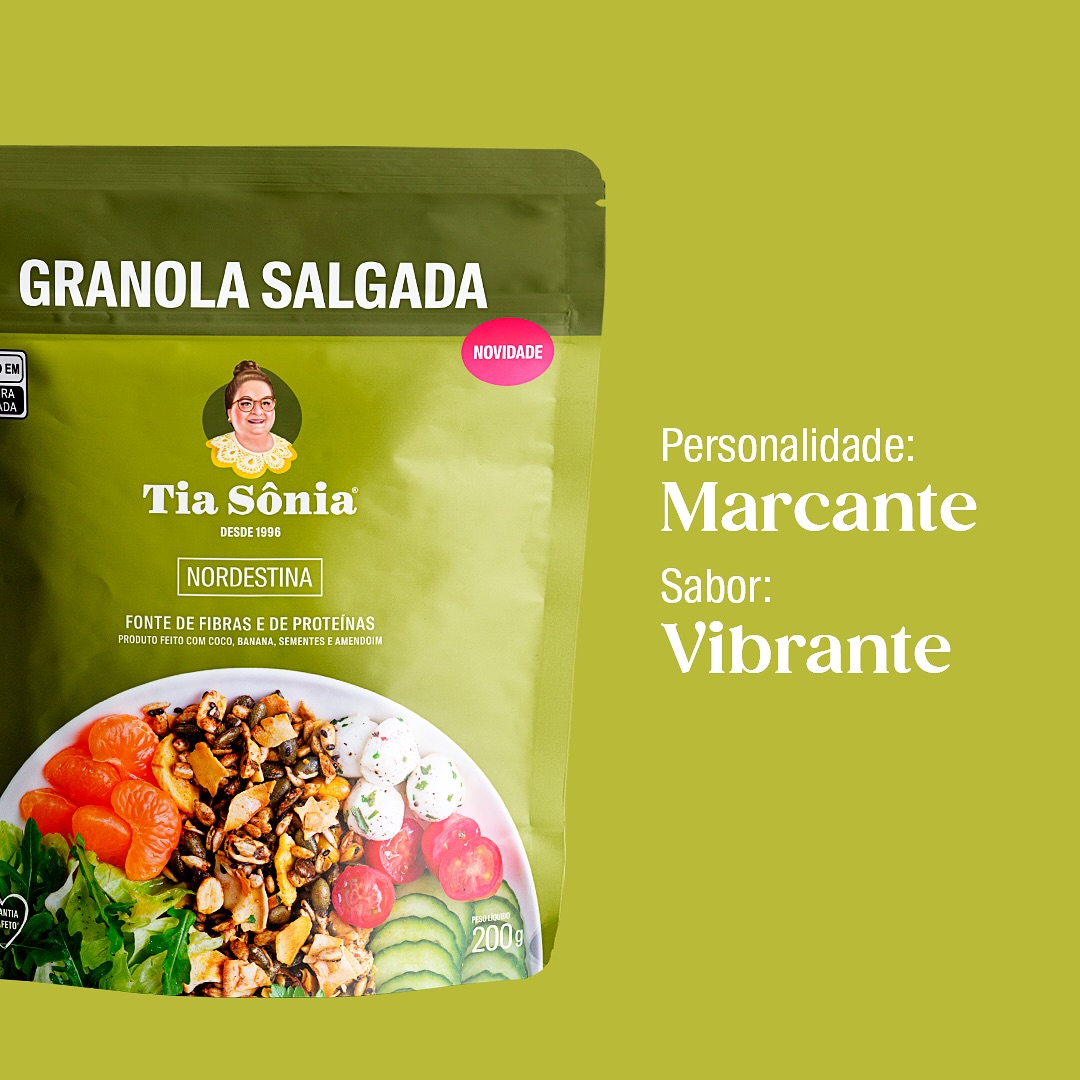 GRANOLA SALGADA
NOVIDADE
EM
Tia Sônia®
DESDE 1996
NORDESTINA
FONTE DE FIBRAS E DE PROTEÍNAS
PRODUTO FEITO COM COCO, BANANA, SEMENTES E AMENDOIM
PESO LÍQUIDO
200g
Personalidade:
Marcante
Sabor:
Vibrante